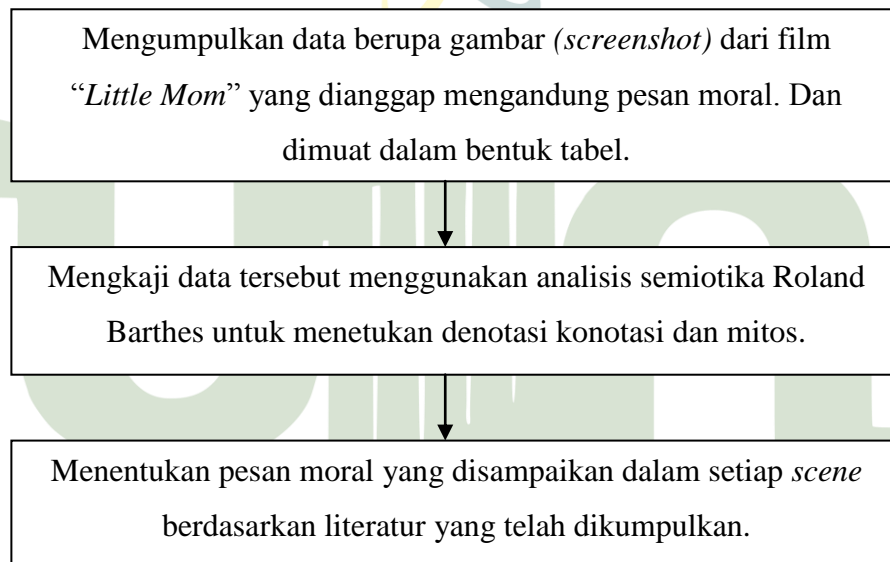 Mengumpulkan data berupa gambar (screenshot) dari film
“Little Mom” yang dianggap mengandung pesan moral. Dan
dimuat dalam bentuk tabel.
Mengkaji data tersebut menggunakan analisis semiotika Roland
Barthes untuk menetukan denotasi konotasi dan mitos.
Menentukan pesan moral yang disampaikan dalam setiap scene
berdasarkan literatur yang telah dikumpulkan.